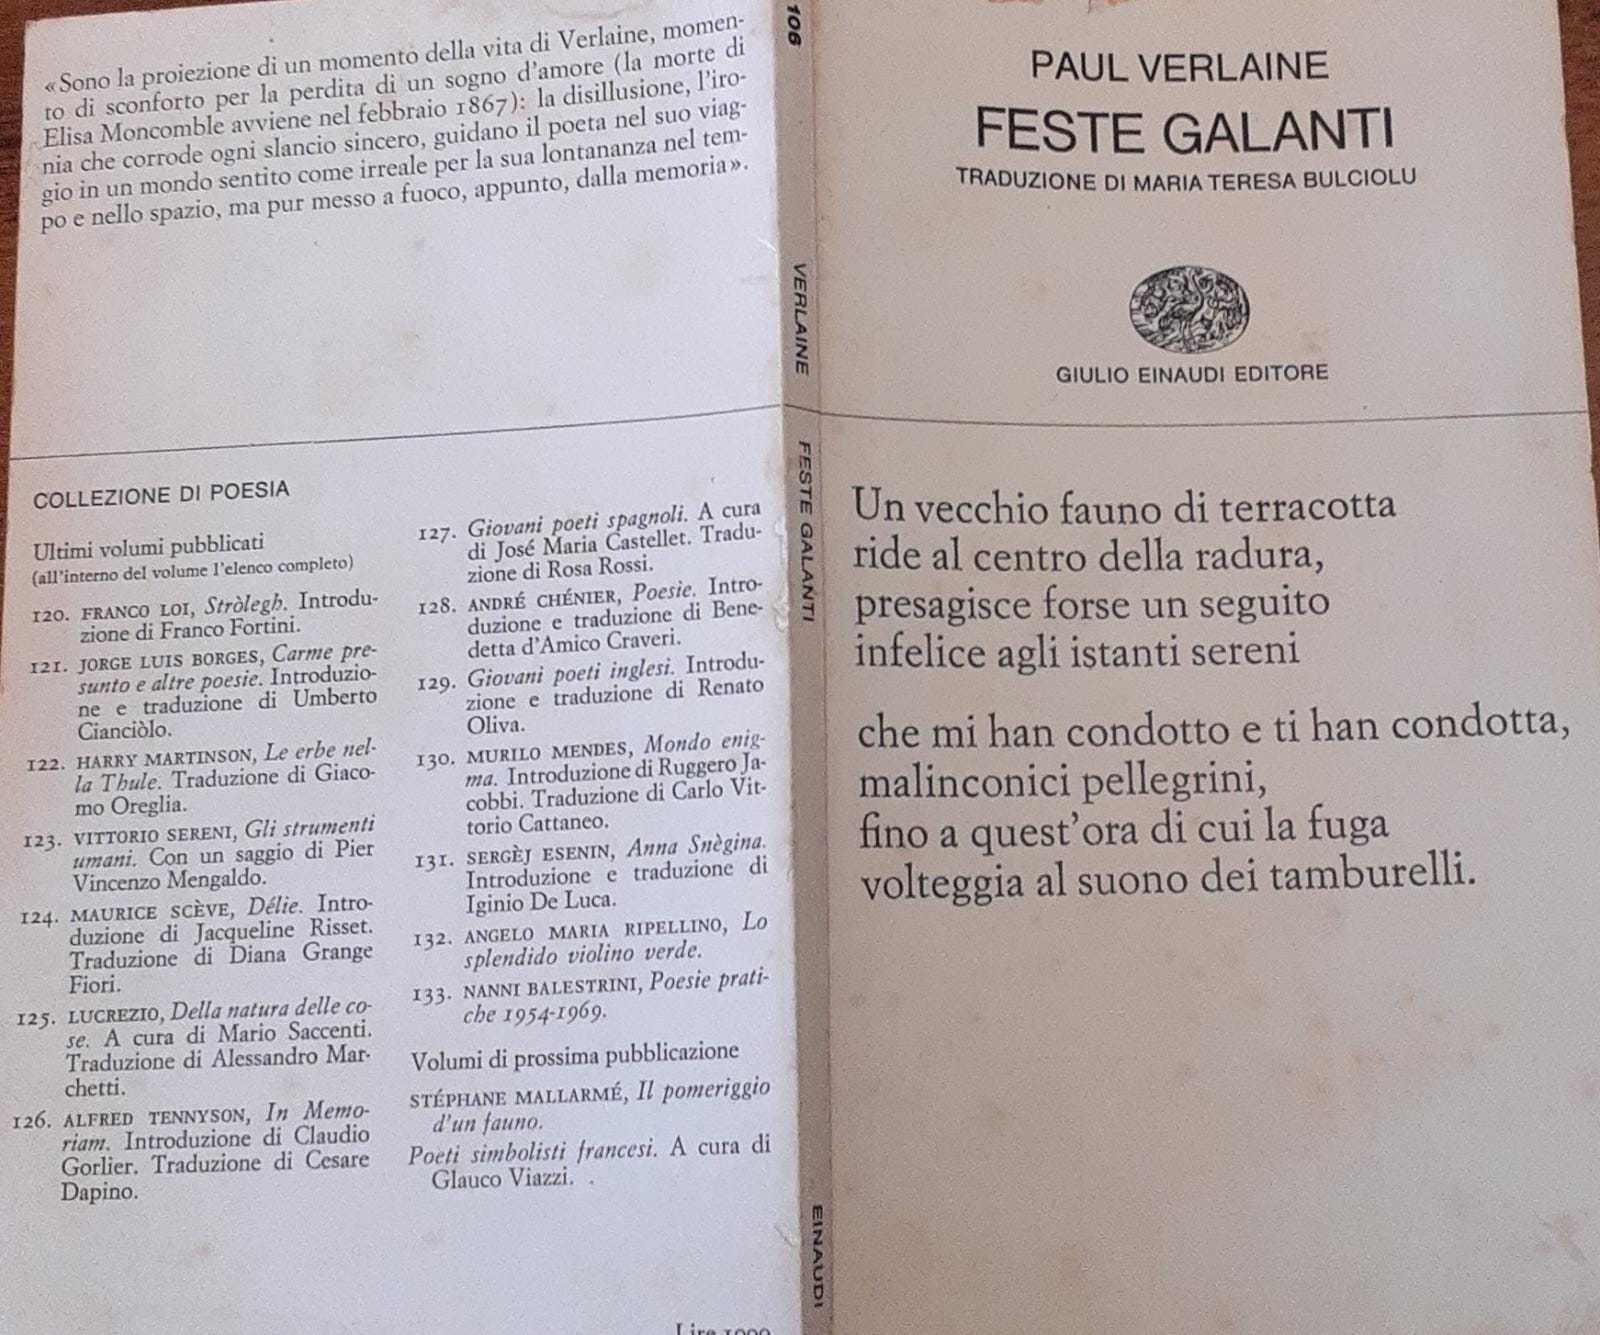 «Sono la proiezione di un momento della vita di Verlaine, momen-
to di sconforto per la perdita di un sogno d'amore (la morte di
Elisa Moncomble avviene nel febbraio 1867): la disillusione, l'iro-
nia che corrode ogni slancio sincero, guidano il poeta nel suo viag-
gio in un mondo sentito come irreale per la sua lontananza nel tem-
po e nello spazio, ma pur messo a fuoco, appunto, dalla memoria».
COLLEZIONE DI POESIA
Ultimi volumi pubblicati
(all'interno del volume l'elenco completo)
120. FRANCO LOI, Stròlegh. Introdu-
zione di Franco Fortini.
121. JORGE LUIS BORGES, Carme pre-
sunto e altre poesie. Introduzio-
ne e traduzione di Umberto
Cianciòlo.
122. HARRY MARTINSON, Le erbe nel-
la Thule. Traduzione di Giaco-
mo Oreglia.
123. VITTORIO SERENI, Gli strumenti
umani. Con un saggio di Pier
Vincenzo Mengaldo.
124. MAURICE SCÈVE, Délie. Intro-
duzione di Jacqueline Risset.
Traduzione di Diana Grange
Fiori.
125. LUCREZIO, Della natura delle co-
se. A cura di Mario Saccenti.
Traduzione di Alessandro Mar-
chetti.
126. ALFRED TENNYSON, In Memo-
riam. Introduzione di Claudio
Gorlier. Traduzione di Cesare
Dapino.
127. Giovani poeti spagnoli. A cura
di José Maria Castellet. Tradu-
zione di Rosa Rossi.
128. ANDRÉ CHÉNIER, Poesie. Intro-
duzione e traduzione di Bene-
detta d'Amico Craveri.
129. Giovani poeti inglesi. Introdu-
zione e traduzione di Renato
Oliva.
130. MURILO MENDES, Mondo enig-
ma. Introduzione di Ruggero Ja-
cobbi. Traduzione di Carlo Vit-
torio Cattaneo.
131. SERGÈJ ESENIN, Anna Snègina.
Introduzione e traduzione di
Iginio De Luca.
132. ANGELO MARIA RIPELLINO, Lo
splendido violino verde.
133. NANNI BALESTRINI, Poesie prati-
che 1954-1969.
Volumi di prossima pubblicazione
STÉPHANE MALLARMÉ, Il pomeriggio
d'un fauno.
Poeti simbolisti francesi. A cura di
Glauco Viazzi.
Lire
106
VERLAINE
FESTE GALANTI
EINAUDI
PAUL VERLAINE
FESTE GALANTI
TRADUZIONE DI MARIA TERESA BULCIOLU
GIULIO EINAUDI EDITORE
Un vecchio fauno di terracotta
ride al centro della radura,
presagisce forse un seguito
infelice agli istanti sereni
che mi han condotto e ti han condotta,
malinconici pellegrini,
fino a quest'ora di cui la fuga
volteggia al suono dei tamburelli.